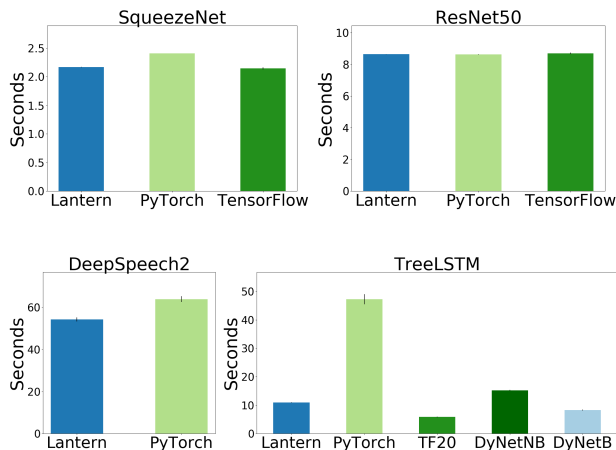 SqueezeNet
Seconds
2.5
2.0
1.5
1.0
0.5
0.0
Lantern PyTorch TensorFlow
ResNet50
Seconds
10
8
6
4
2
0
Lantern PyTorch TensorFlow
DeepSpeech2
Seconds
60
40
20
0
Lantern PyTorch
TreeLSTM
Seconds
50
40
30
20
10
0
Lantern PyTorch TF20 DyNetNB DyNetB